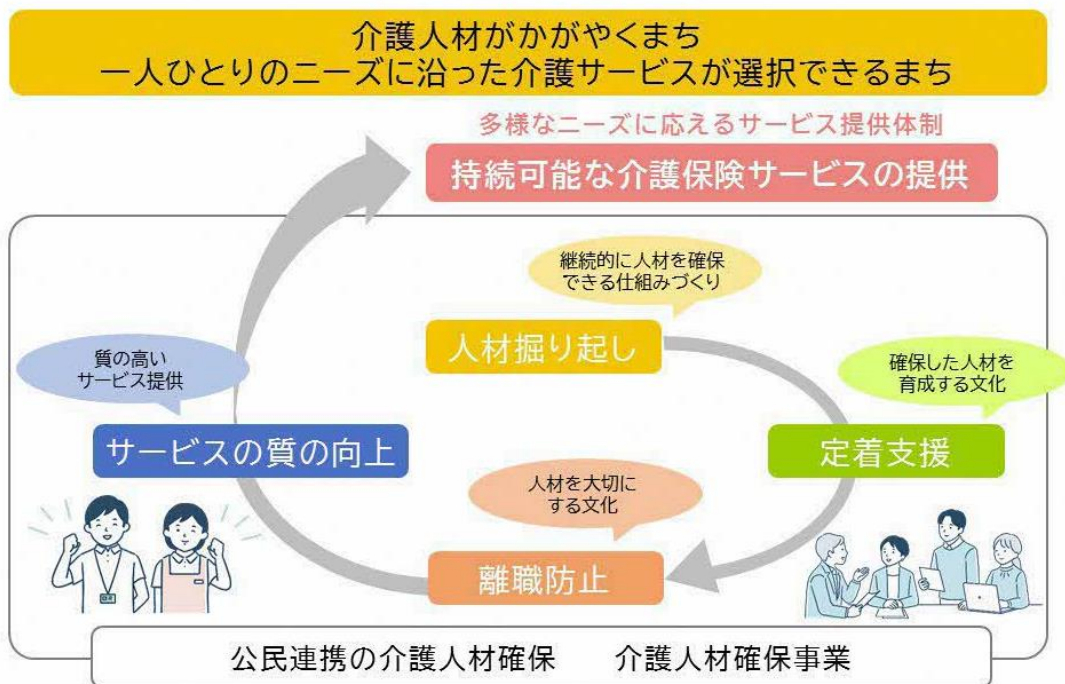 介護人材がかがやくまち
一人ひとりのニーズに沿った介護サービスが選択できるまち
多様なニーズに応えるサービス提供体制
持続可能な介護保険サービスの提供
継続的に人材を確保
できる仕組みづくり
人材掘り起し
確保した人材を
育成する文化
定着支援
人材を大切に
する文化
離職防止
質の高い
サービス提供
サービスの質の向上
公民連携の介護人材確保　　介護人材確保事業